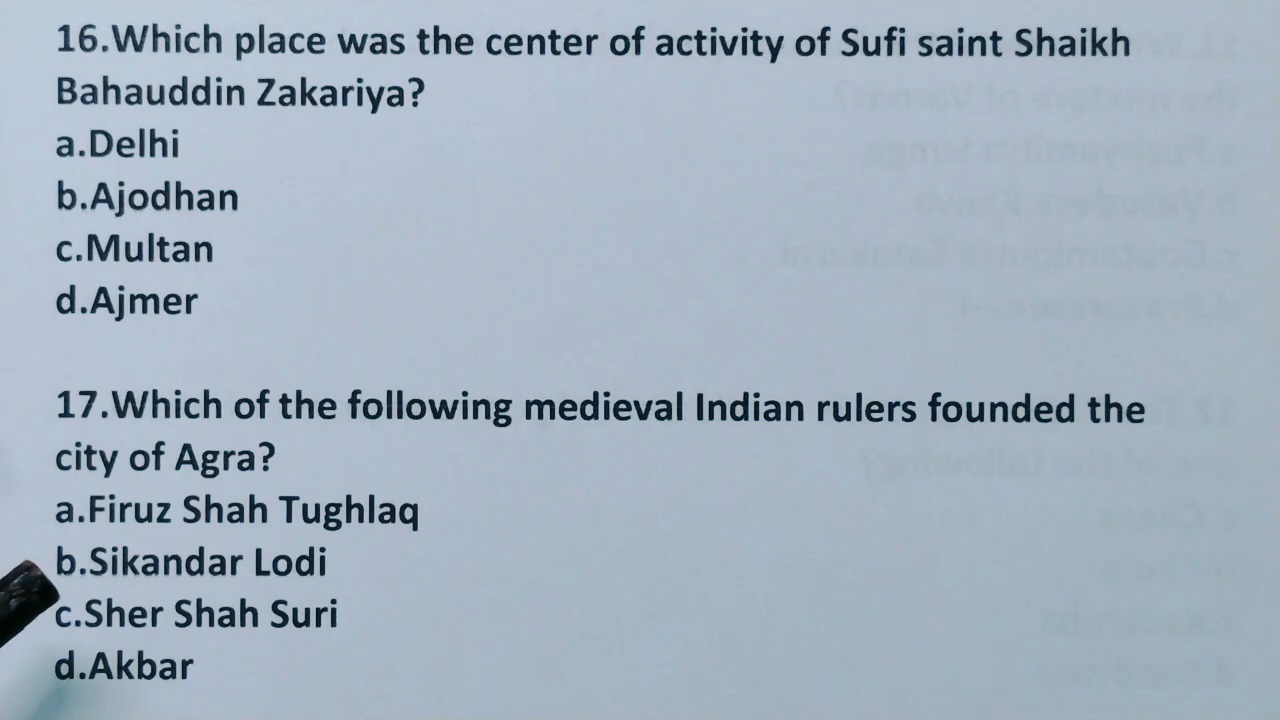 16.Which place was the center of activity of Sufi saint Shaikh
Bahauddin Zakariya?
a.Delhi
b.Ajodhan
c.Multan
d.Ajmer
17.Which of the following medieval Indian rulers founded the
city of Agra?
a.Firuz Shah Tughlaq
b.Sikandar Lodi
c.Sher Shah Suri
d.Akbar